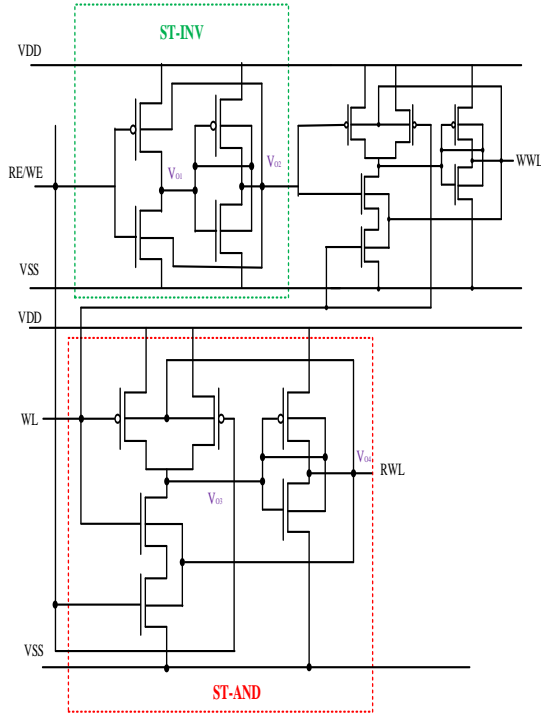 ST-INV
VDD
RE/WE
V01
V02
WWL
VSS
VDD
WL
V03
V04
RWL
VSS
ST-AND